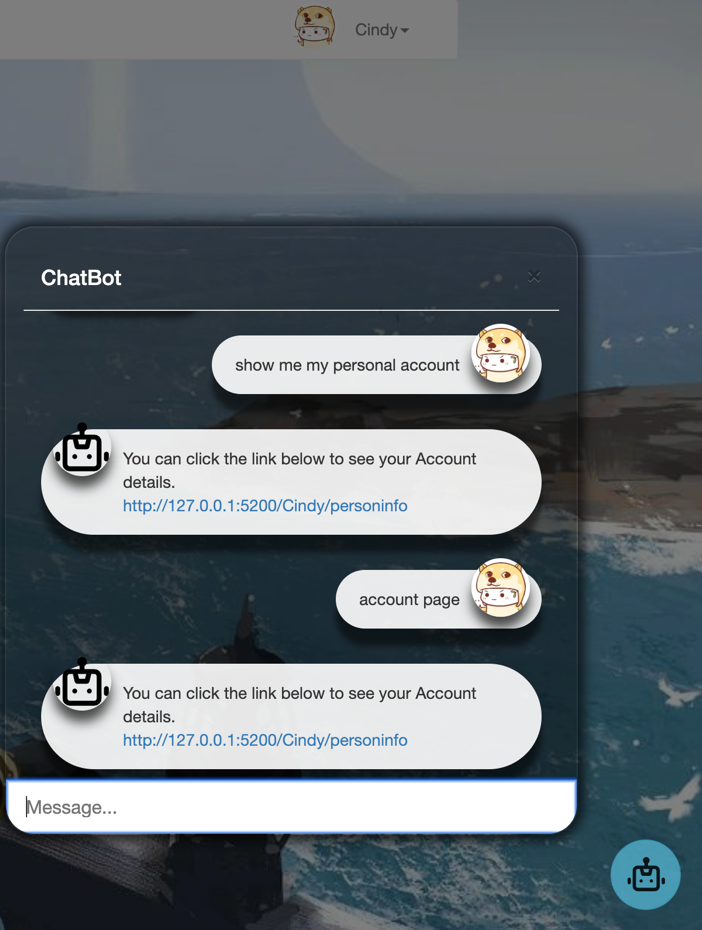 Cindy
ChatBot
show me my personal account
You can click the link below to see your Account
details.
http://127.0.0.1:5200/Cindy/personinfo
account page
You can click the link below to see your Account
details.
http://127.0.0.1:5200/Cindy/personinfo
Message...